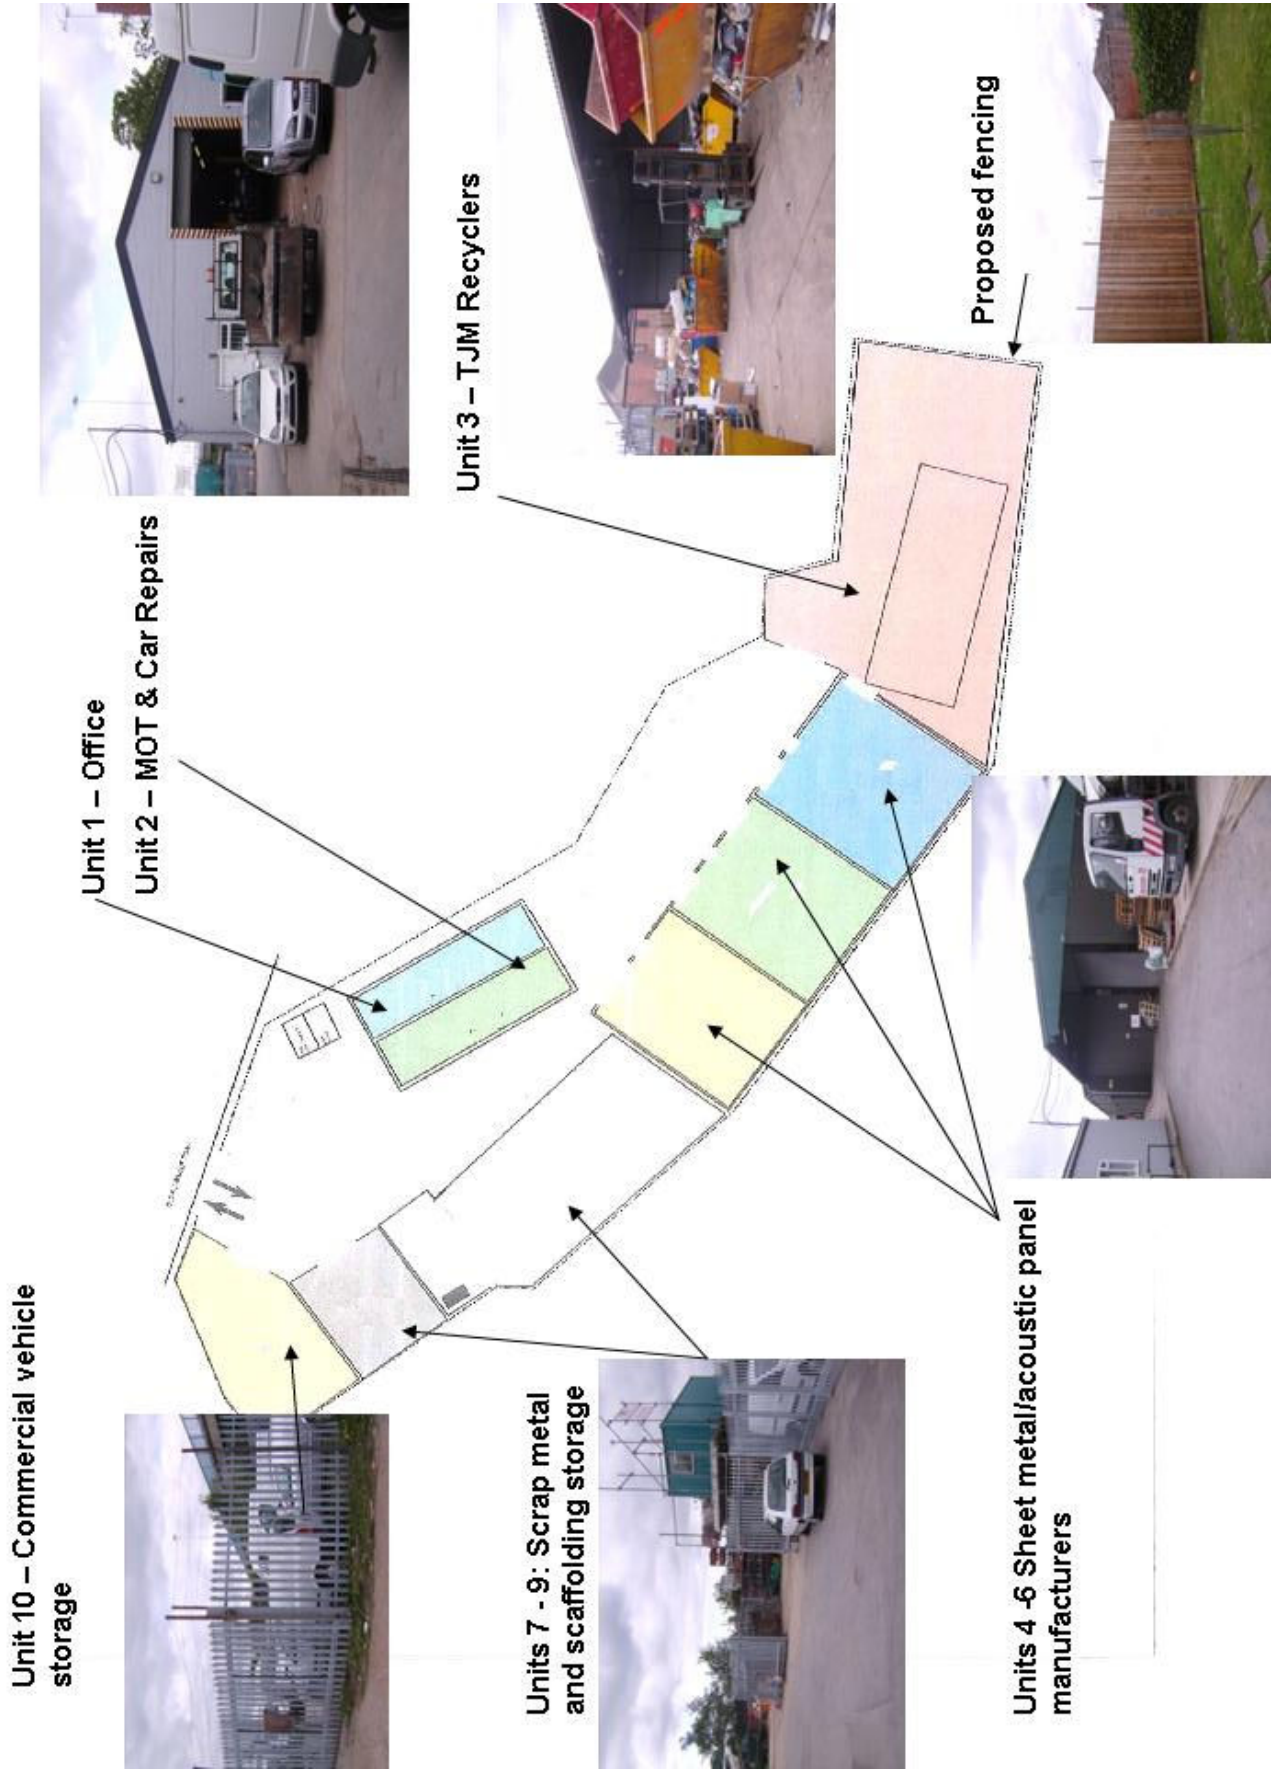 Unit 10 – Commercial vehicle
storage
Unit 1 – Office
Unit 2 – MOT & Car Repairs
Units 7 - 9: Scrap metal
and scaffolding storage
Unit 3 – TJM Recyclers
Units 4 -6 Sheet metal/acoustic panel
manufacturers
Proposed fencing